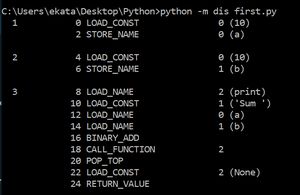 C:\Users\ekata\Desktop\Python>python -m dis first.py
1 0 LOAD_CONST 0 (10)
2 STORE_NAME 0 (a)
2 4 LOAD_CONST 0 (10)
6 STORE_NAME 1 (b)
3 8 LOAD_NAME 2 (print)
10 LOAD_CONST 1 ('Sum ')
12 LOAD_NAME 0 (a)
14 LOAD_NAME 1 (b)
16 BINARY_ADD
18 CALL_FUNCTION 2
20 POP_TOP
22 LOAD_CONST 2 (None)
24 RETURN_VALUE